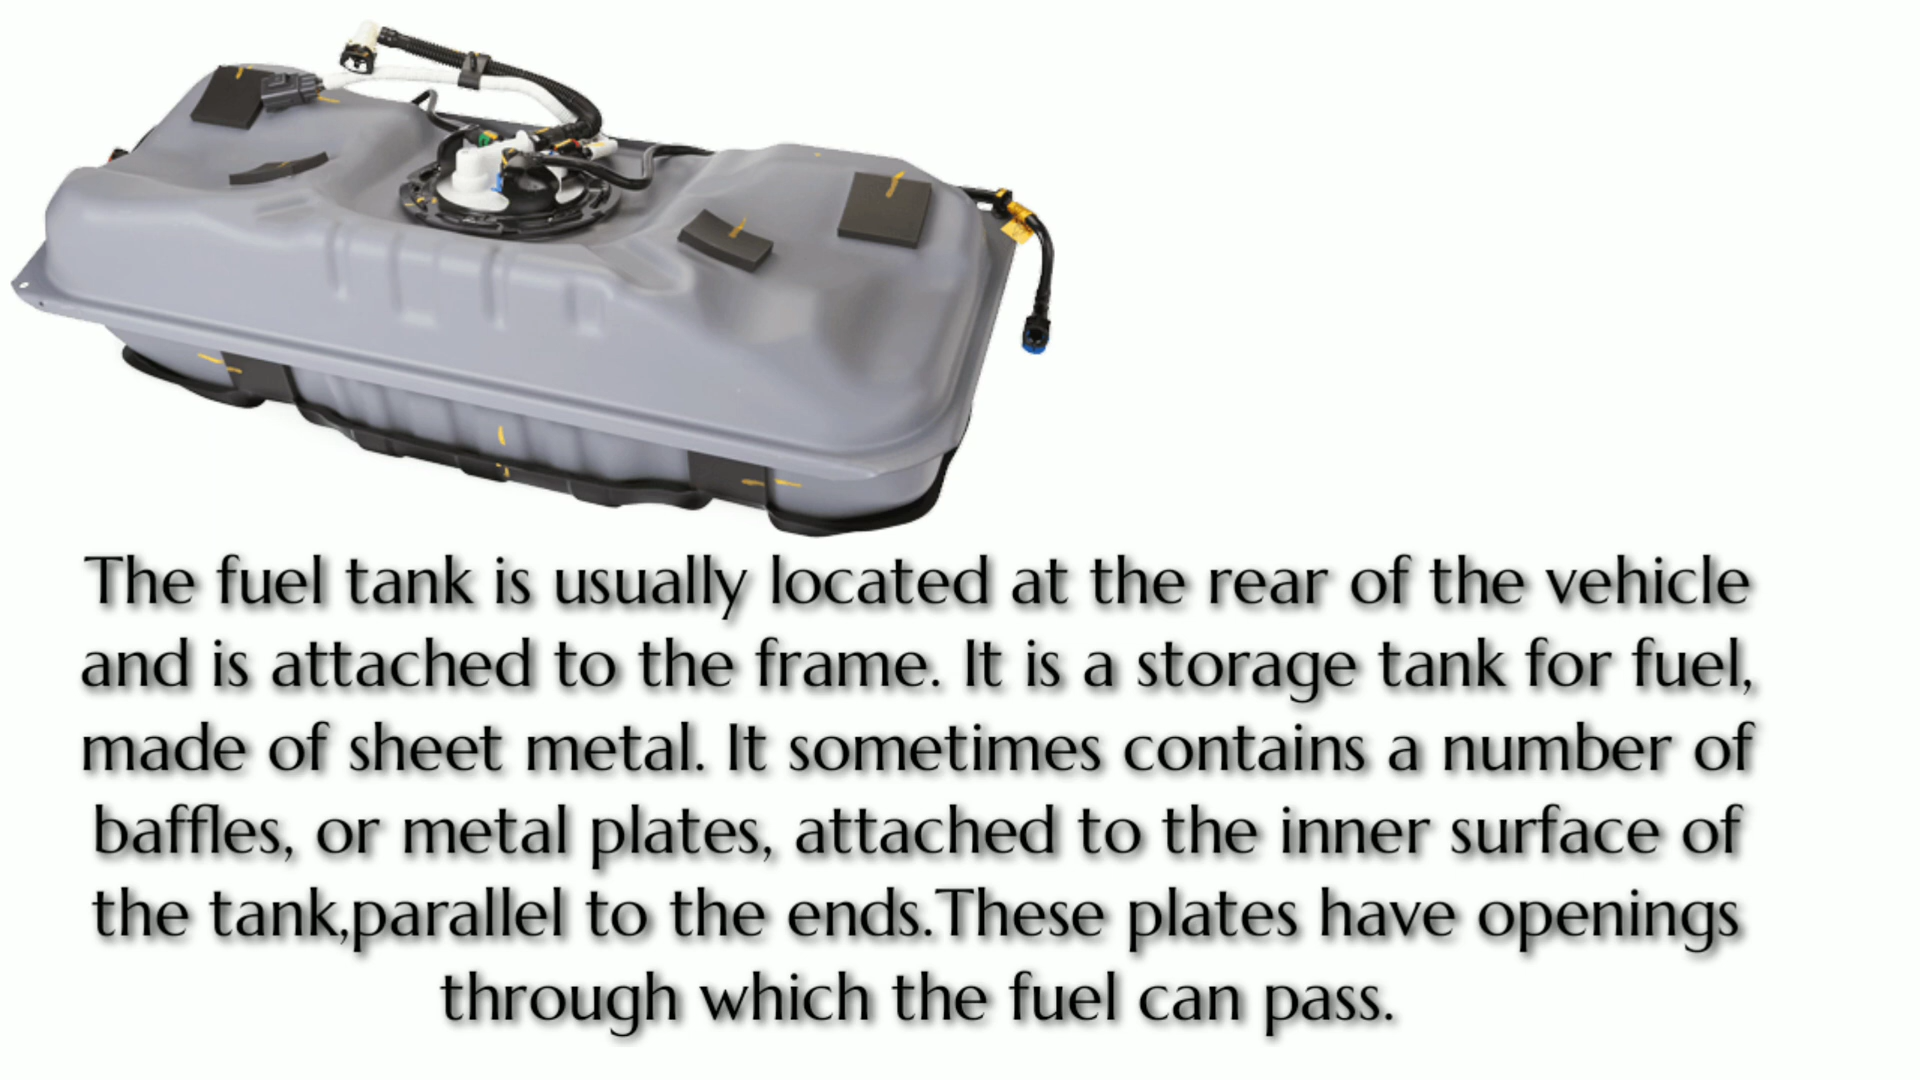 The fuel tank is usually located at the rear of the vehicle
and is attached to the frame. It is a storage tank for fuel,
made of sheet metal. It sometimes contains a number of
baffles, or metal plates, attached to the inner surface of
the tank,parallel to the ends.These plates have openings
through which the fuel can pass.